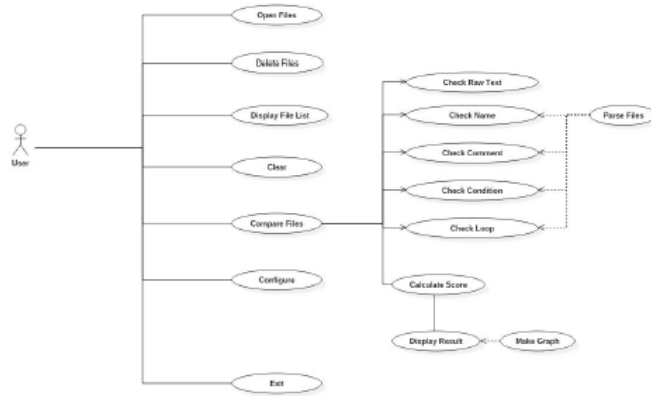 Open Files
Delete Files
Display File List
User
Clear
Compare Files
Configure
Exit
Check Raw Text
Check Name
Check Comment
Check Condition
Check Loop
Parse Files
Calculate Score
Display Result
Make Graph